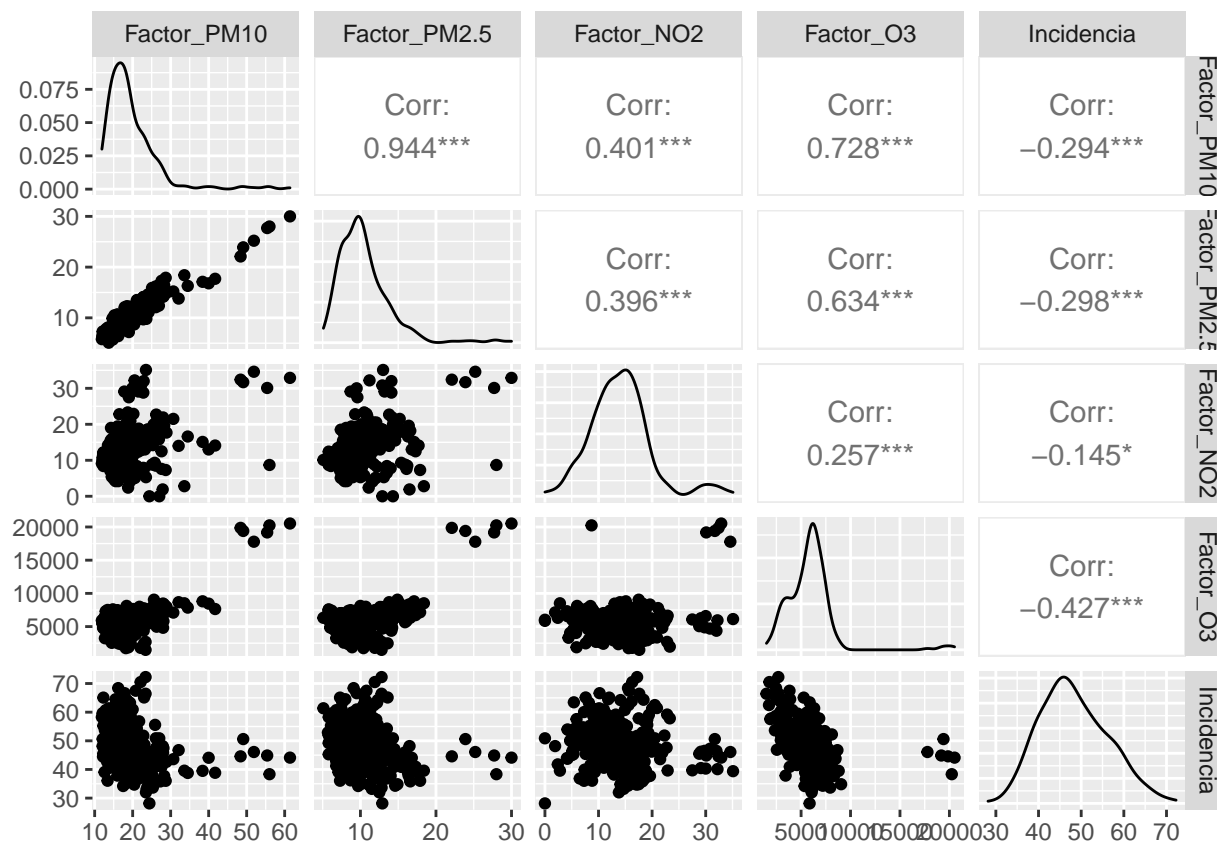 Factor_PM10 Factor_PM2.5 Factor_NO2 Factor_O3 Incidencia
0.075
0.050
0.025
0.000
Corr:
0.944***
Corr:
0.401***
Corr:
0.728***
Corr:
−0.294***
Factor_PM10
30
20
10
Corr:
0.396***
Corr:
0.634***
Corr:
−0.298***
Factor_PM2.5
30
20
10
0
Corr:
0.257***
Corr:
−0.145*
Factor_NO2
20000
15000
10000
5000
Corr:
−0.427***
Factor_O3
70
60
50
40
30
Incidencia
10 20 30 40 50 60
10 20 30
0 10 20 30
5000 10000 15000 20000
30 40 50 60 70